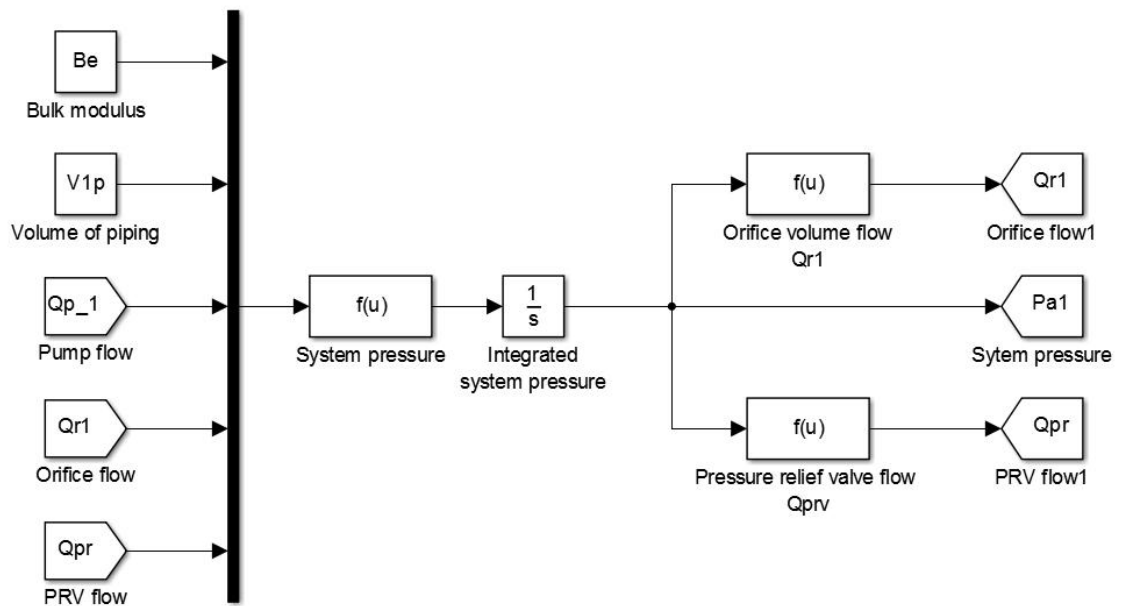 Be
Bulk modulus
V1p
Volume of piping
Qp_1
Pump flow
Qr1
Orifice flow
Qpr
PRV flow
f(u)
System pressure
1
s
Integrated
system pressure
f(u)
Orifice volume flow
Qr1
Qr1
Orifice flow1
Pa1
Sytem pressure
f(u)
Pressure relief valve flow
Qprv
Qpr
PRV flow1